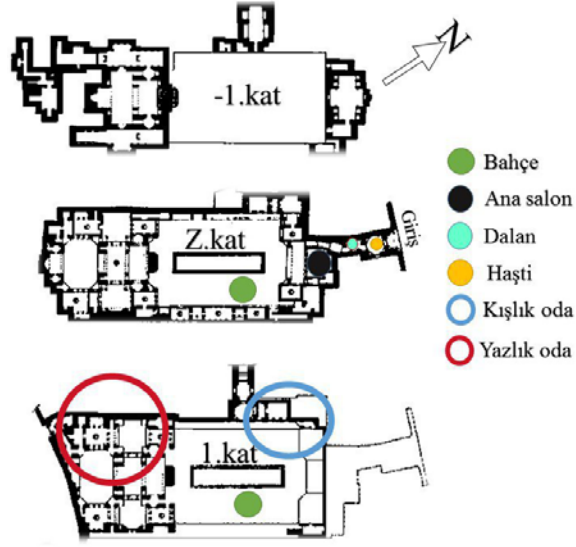 N
-1.kat
Bahçe
Ana salon
Dalan
Haşti
Kışlık oda
Yazlık oda
Giriş
Z.kat
1.kat